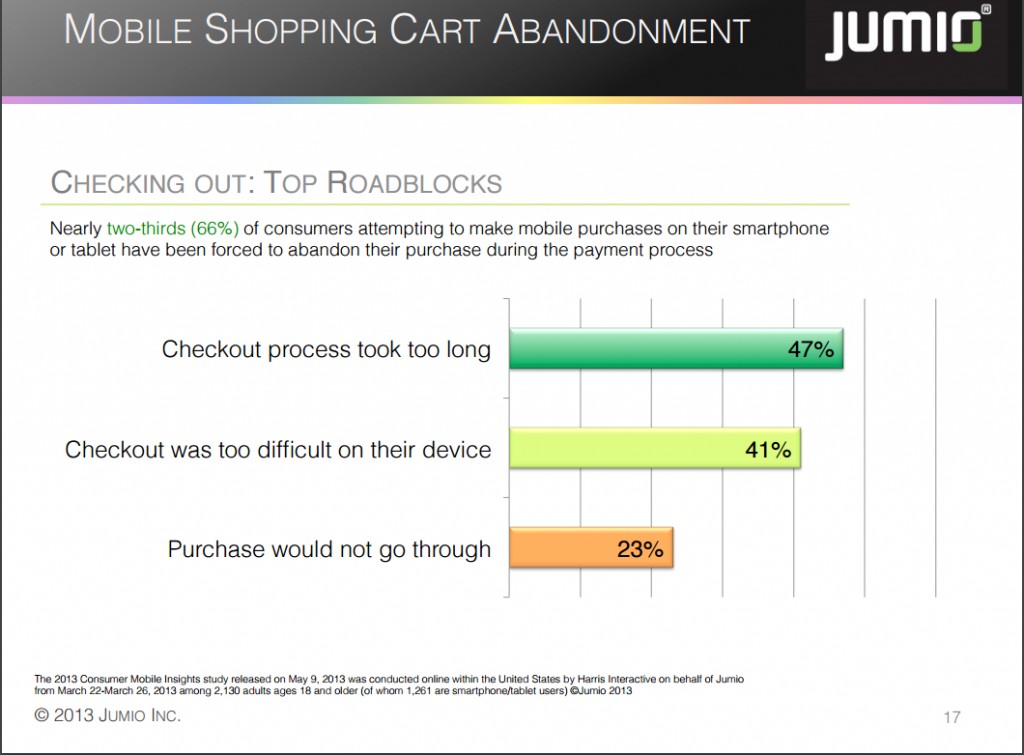 MOBILE SHOPPING CART ABANDONMENT
JUMIO®
CHECKING OUT: TOP ROADBLOCKS
Nearly two-thirds (66%) of consumers attempting to make mobile purchases on their smartphone
or tablet have been forced to abandon their purchase during the payment process
Checkout process took too long 47%
Checkout was too difficult on their device 41%
Purchase would not go through 23%
The 2013 Consumer Mobile Insights study released on May 9, 2013 was conducted online within the United States by Harris Interactive on behalf of Jumio
from March 22-March 26, 2013 among 2,130 adults ages 18 and older (of whom 1,261 are smartphone/tablet users) ©Jumio 2013
© 2013 JUMIO INC.
17